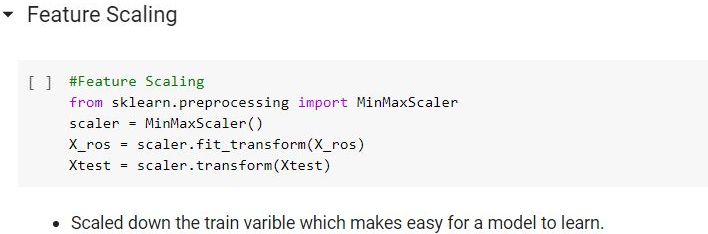 Feature Scaling
[ ] #Feature Scaling
from sklearn.preprocessing import MinMaxScaler
scaler = MinMaxScaler()
X_ros = scaler.fit_transform(X_ros)
Xtest = scaler.transform(Xtest)
• Scaled down the train varible which makes easy for a model to learn.